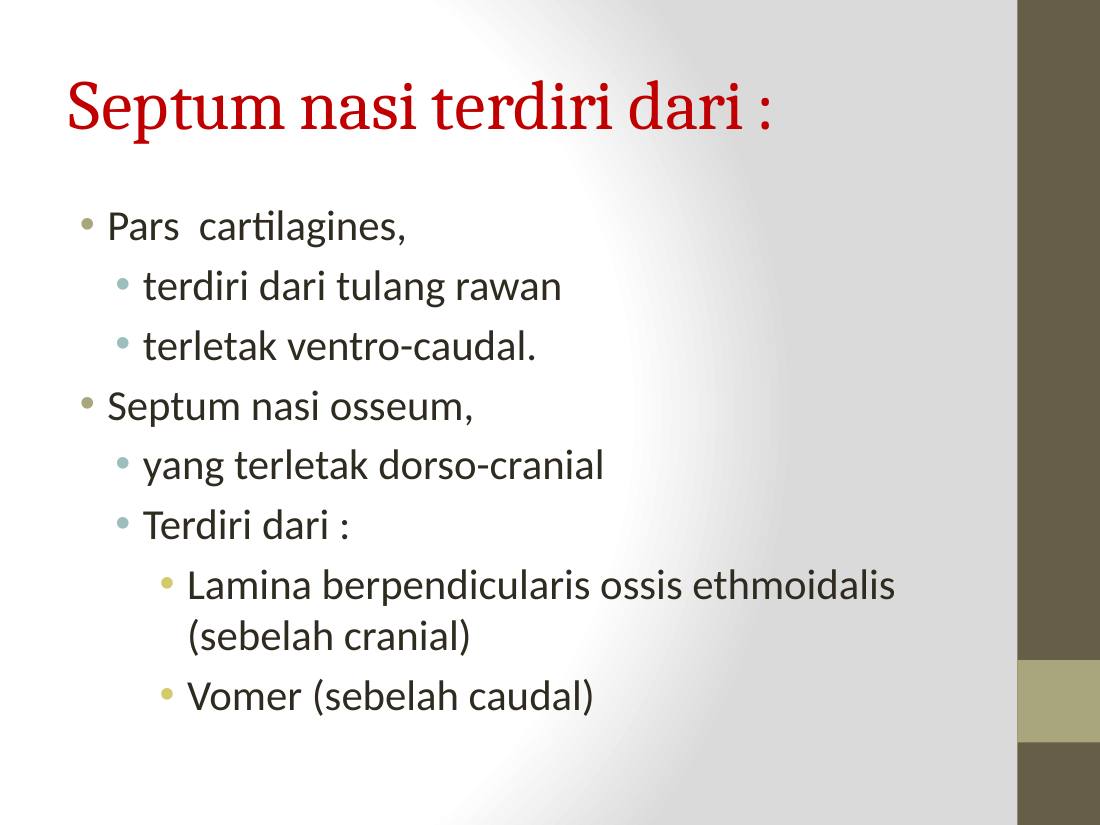 Septum nasi terdiri dari :
• Pars  cartilagines,
• terdiri dari tulang rawan
• terletak ventro-caudal.
• Septum nasi osseum,
• yang terletak dorso-cranial
• Terdiri dari :
• Lamina berpendicularis ossis ethmoidalis
(sebelah cranial)
• Vomer (sebelah caudal)